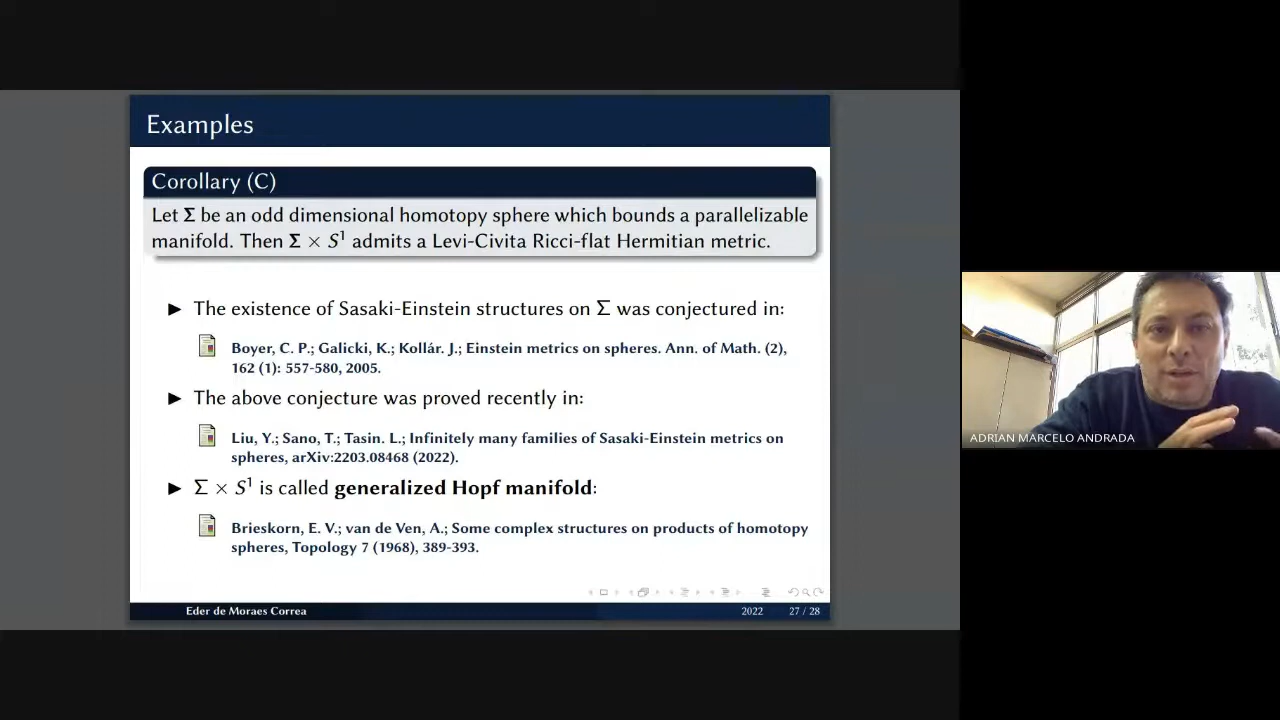 Examples
Corollary (C)
Let Σ be an odd dimensional homotopy sphere which bounds a parallelizable
manifold. Then Σ × S¹ admits a Levi-Civita Ricci-flat Hermitian metric.
► The existence of Sasaki-Einstein structures on Σ was conjectured in:
Boyer, C. P.; Galicki, K.; Kollár. J.; Einstein metrics on spheres. Ann. of Math. (2),
162 (1): 557-580, 2005.
► The above conjecture was proved recently in:
Liu, Y.; Sano, T.; Tasin. L.; Infinitely many families of Sasaki-Einstein metrics on
spheres, arXiv:2203.08468 (2022).
► Σ × S¹ is called generalized Hopf manifold:
Brieskorn, E. V.; van de Ven, A.; Some complex structures on products of homotopy
spheres, Topology 7 (1968), 389-393.
Eder de Moraes Correa 2022 27 / 28
ADRIAN MARCELO ANDRADA